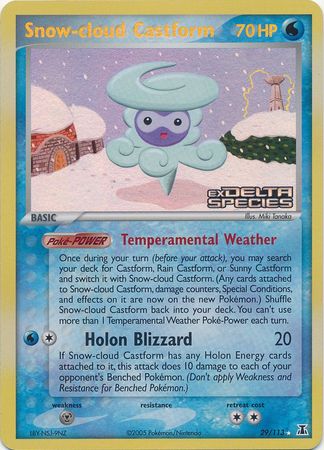 Snow-cloud Castform 70 HP
EX DELTA
SPECIES
BASIC
Illus. Miki Tanaka
Poké-POWER Temperamental Weather
Once during your turn (before your attack), you may search
your deck for Castform, Rain Castform, or Sunny Castform
and switch it with Snow-cloud Castform. (Any cards attached
to Snow-cloud Castform, damage counters, Special Conditions,
and effects on it are now on the new Pokémon.) Shuffle
Snow-cloud Castform back into your deck. You can't use
more than 1 Temperamental Weather Poké-Power each turn.
Holon Blizzard 20
If Snow-cloud Castform has any Holon Energy cards
attached to it, this attack does 10 damage to each of your
opponent's Benched Pokémon. (Don't apply Weakness and
Resistance for Benched Pokémon.)
weakness resistance retreat cost
©2005 Pokémon/Nintendo
29/113